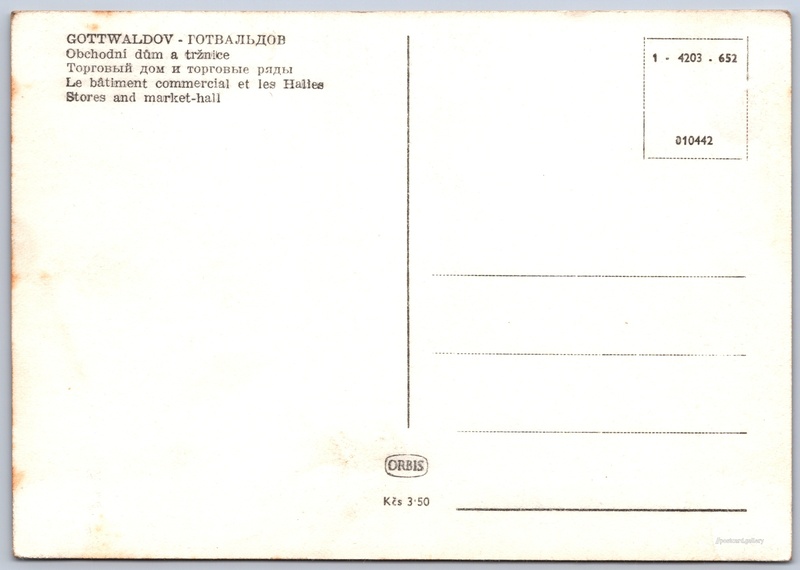 GOTTWALDOV - ГОТВАЛЬДОВ
Obchodní dům a tržnice
Торговый дом и торговые ряды
Le bâtiment commercial et les Halles
Stores and market-hall
1 - 4203 - 652
010442
ORBIS
Kčs 3·50